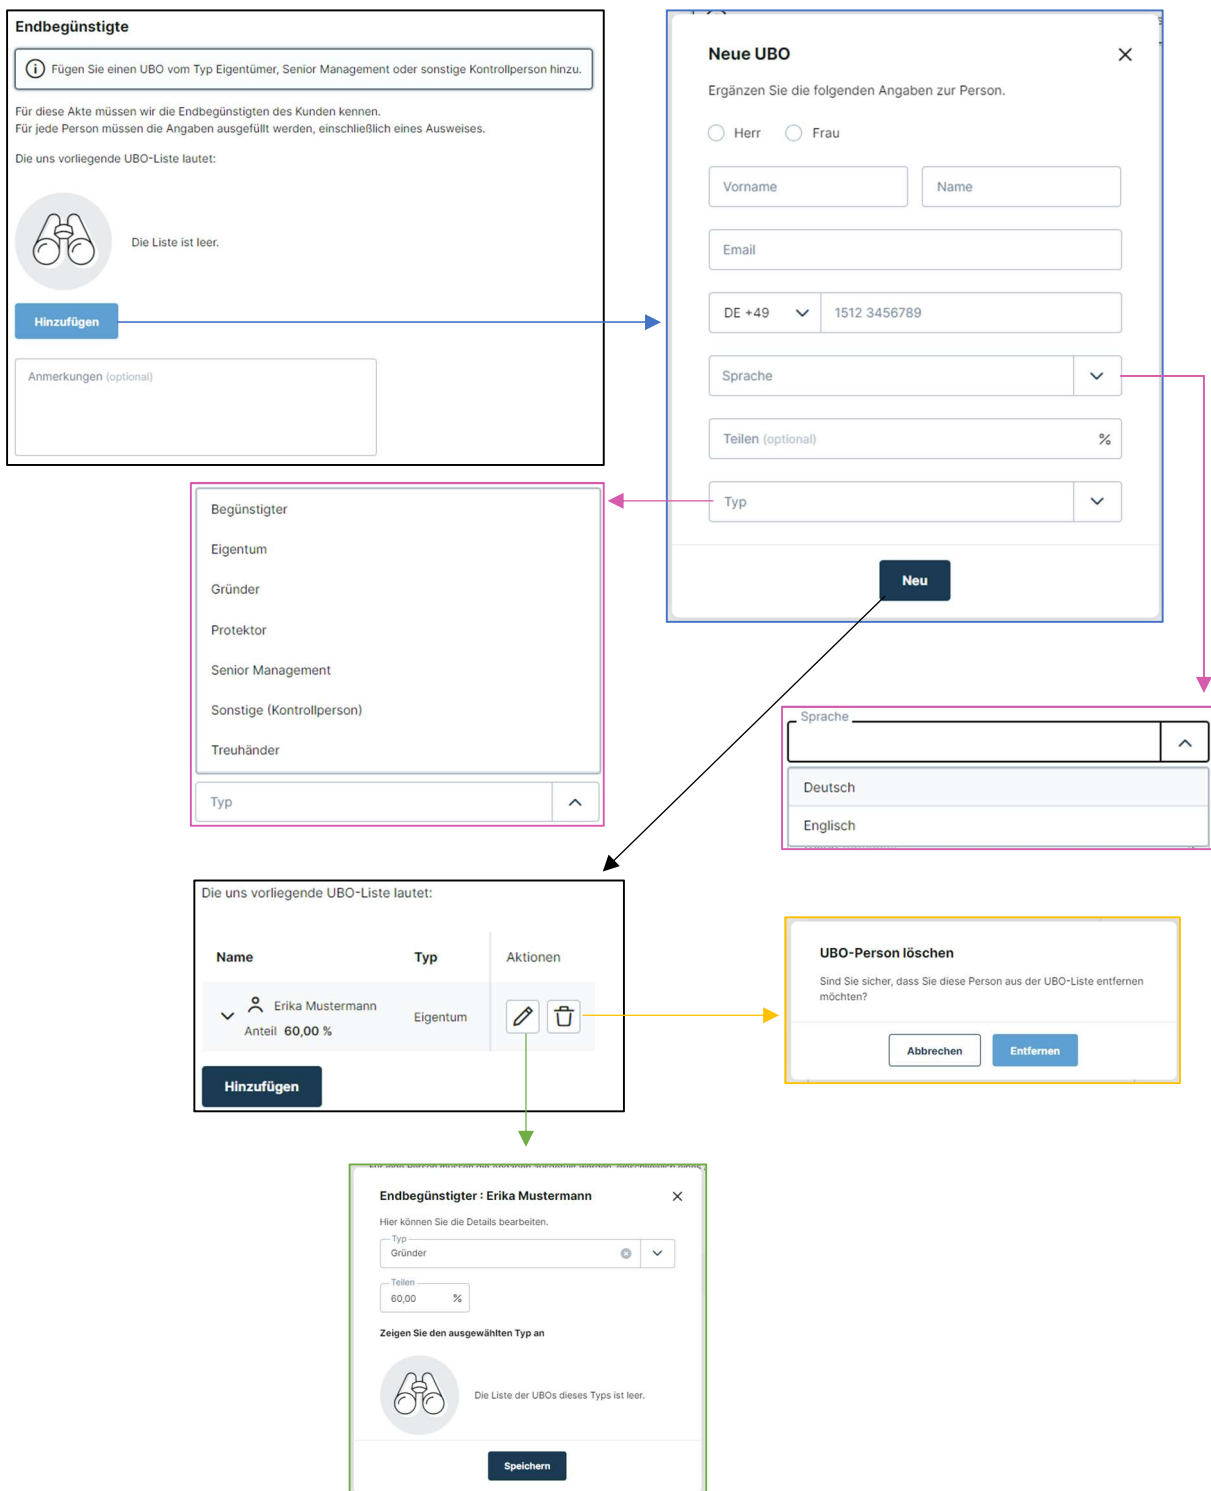 Endbegünstigte
Fügen Sie einen UBO vom Typ Eigentümer, Senior Management oder sonstige Kontrollperson hinzu.
Für diese Akte müssen wir die Endbegünstigten des Kunden kennen.
Für jede Person müssen die Angaben ausgefüllt werden, einschließlich eines Ausweises.
Die uns vorliegende UBO-Liste lautet:
Die Liste ist leer.
Hinzufügen
Anmerkungen (optional)
Neue UBO
Ergänzen Sie die folgenden Angaben zur Person.
Herr Frau
Vorname Name
Email
DE +49 1512 3456789
Sprache
Teilen (optional) %
Typ
Neu
Begünstigter
Eigentum
Gründer
Protektor
Senior Management
Sonstige (Kontrollperson)
Treuhänder
Typ
Sprache
Deutsch
Englisch
Die uns vorliegende UBO-Liste lautet:
Name Typ Aktionen
Erika Mustermann
Anteil 60,00 % Eigentum
Hinzufügen
UBO-Person löschen
Sind Sie sicher, dass Sie diese Person aus der UBO-Liste entfernen
möchten?
Abbrechen Entfernen
Endbegünstigter : Erika Mustermann
Hier können Sie die Details bearbeiten.
Typ
Gründer
Teilen
60,00 %
Zeigen Sie den ausgewählten Typ an
Die Liste der UBOs dieses Typs ist leer.
Speichern